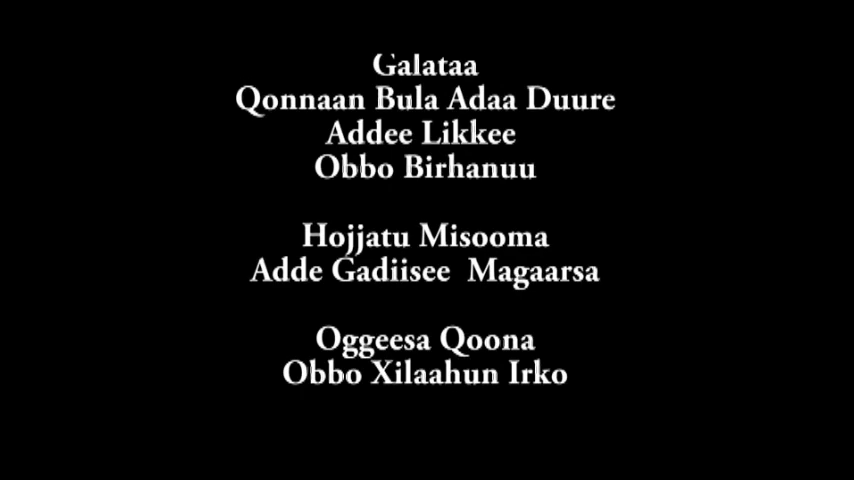 Galataa
Qonnaan Bula Adaa Duure
Addee Likkee
Obbo Birhanuu
Hojjatu Misooma
Adde Gadiisee Magaarsa
Oggeesa Qoona
Obbo Xilaahun Irko